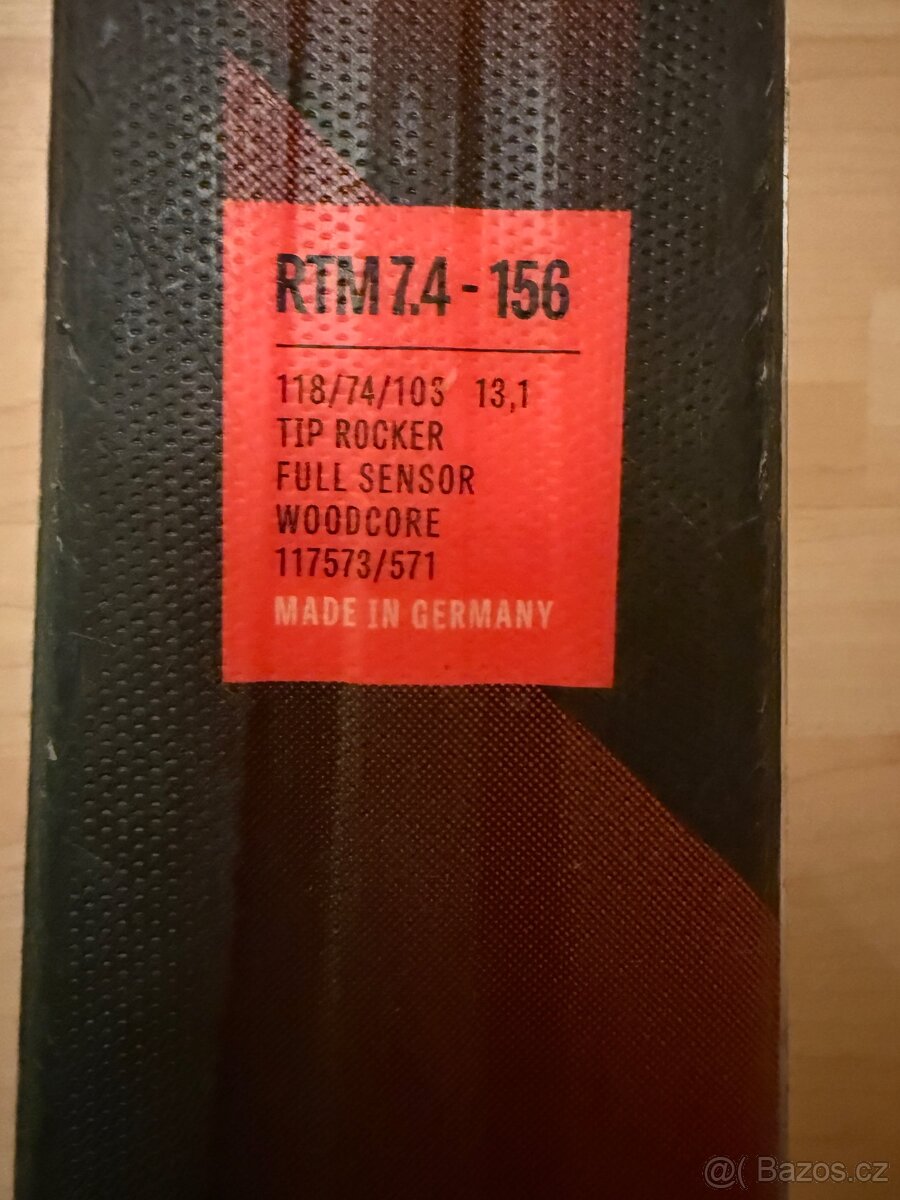 RTM 7.4 - 156
118/74/103 13,1
TIP ROCKER
FULL SENSOR
WOODCORE
117573/571
MADE IN GERMANY
@( Bazos.cz